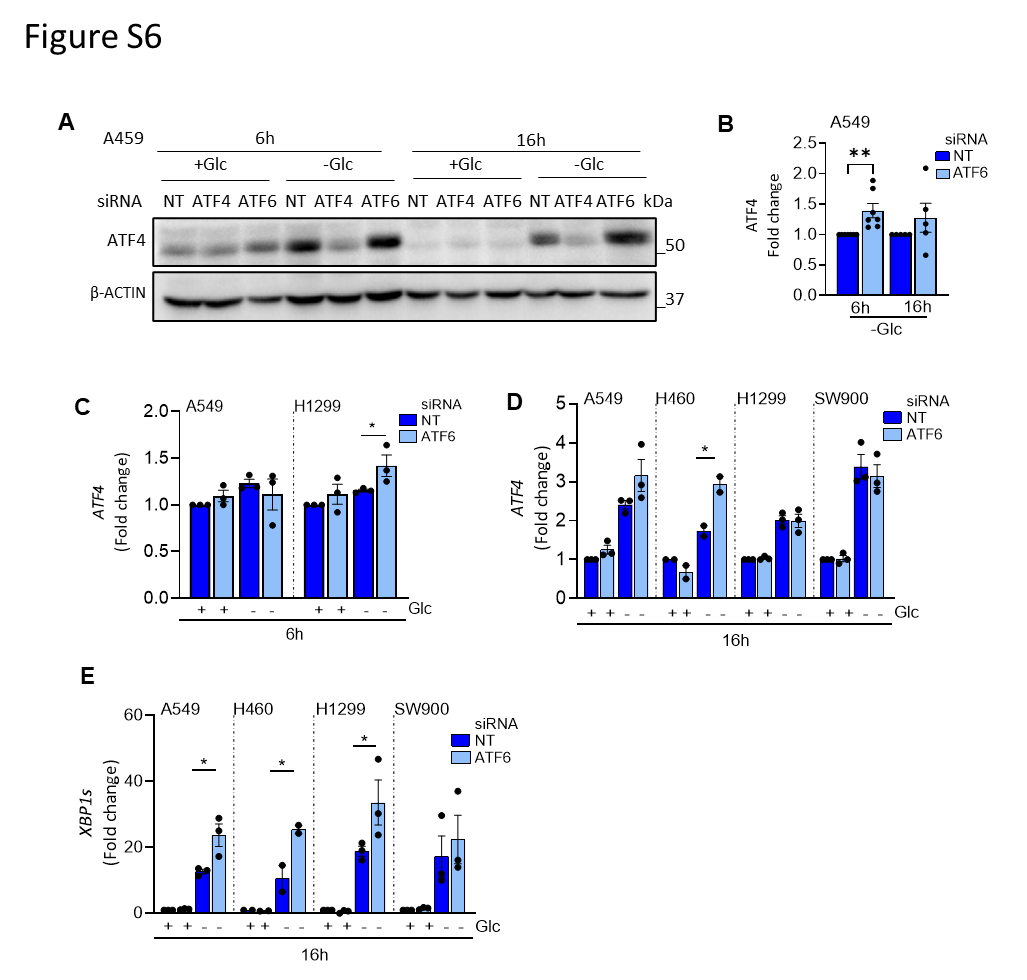 Figure S6
A
A459
6h
16h
+Glc
-Glc
+Glc
-Glc
siRNA
NT ATF4 ATF6 NT ATF4 ATF6 NT ATF4 ATF6 NT ATF4 ATF6 kDa
ATF4
_50
β-ACTIN
_37
B
A549
siRNA
NT
ATF6
**
ATF4
Fold change
2.5
2.0
1.5
1.0
0.5
0.0
6h
16h
-Glc
C
A549
H1299
siRNA
NT
ATF6
*
ATF4
(Fold change)
2.0
1.5
1.0
0.5
0.0
+ + - - + + - - Glc
6h
D
A549
H460
H1299
SW900
siRNA
NT
ATF6
*
ATF4
(Fold change)
5
4
3
2
1
0
+ + - - + + - - + + - - + + - - Glc
16h
E
A549
H460
H1299
SW900
siRNA
NT
ATF6
* * *
XBP1s
(Fold change)
60
40
20
0
+ + - - + + - - + + - - + + - - Glc
16h